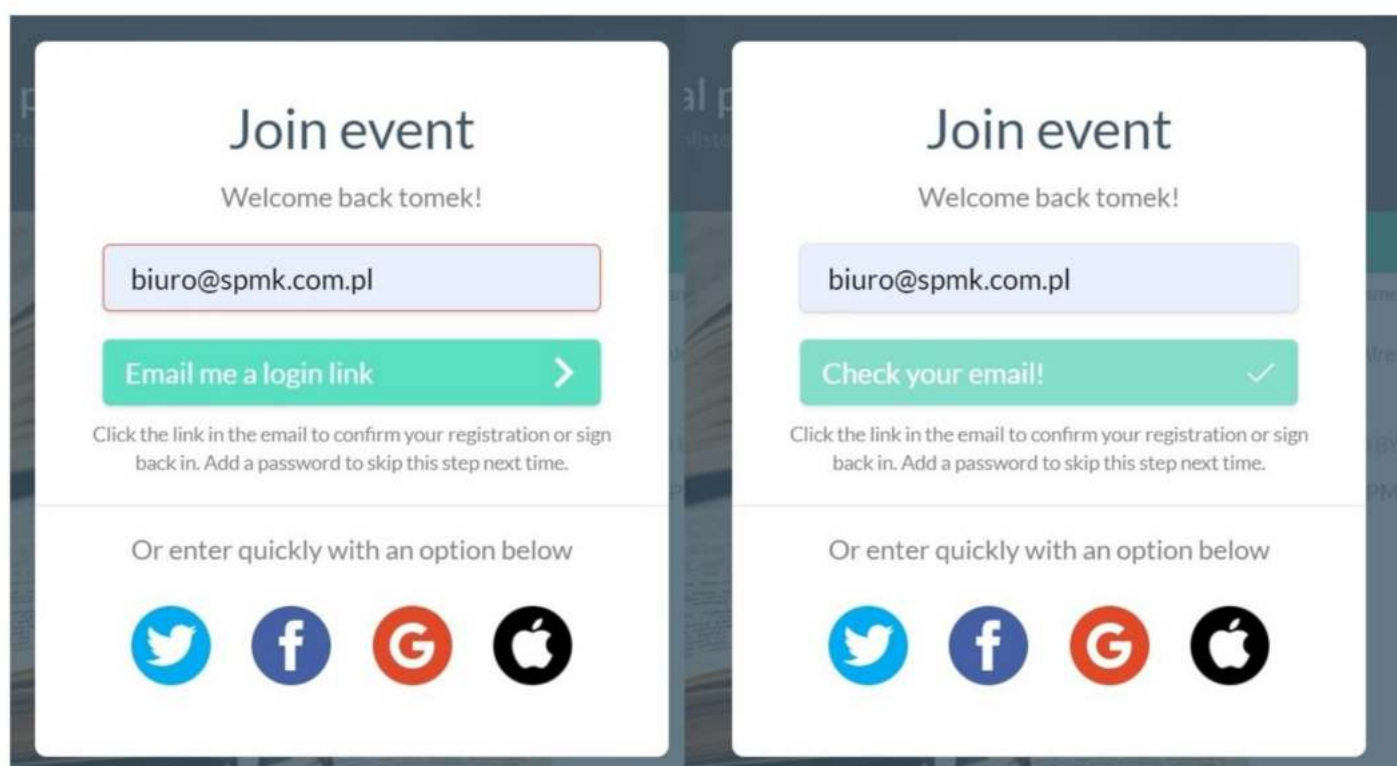 Join event
Welcome back tomek!
biuro@spmk.com.pl
Email me a login link
Click the link in the email to confirm your registration or sign
back in. Add a password to skip this step next time.
Or enter quickly with an option below
Join event
Welcome back tomek!
biuro@spmk.com.pl
Check your email!
Click the link in the email to confirm your registration or sign
back in. Add a password to skip this step next time.
Or enter quickly with an option below